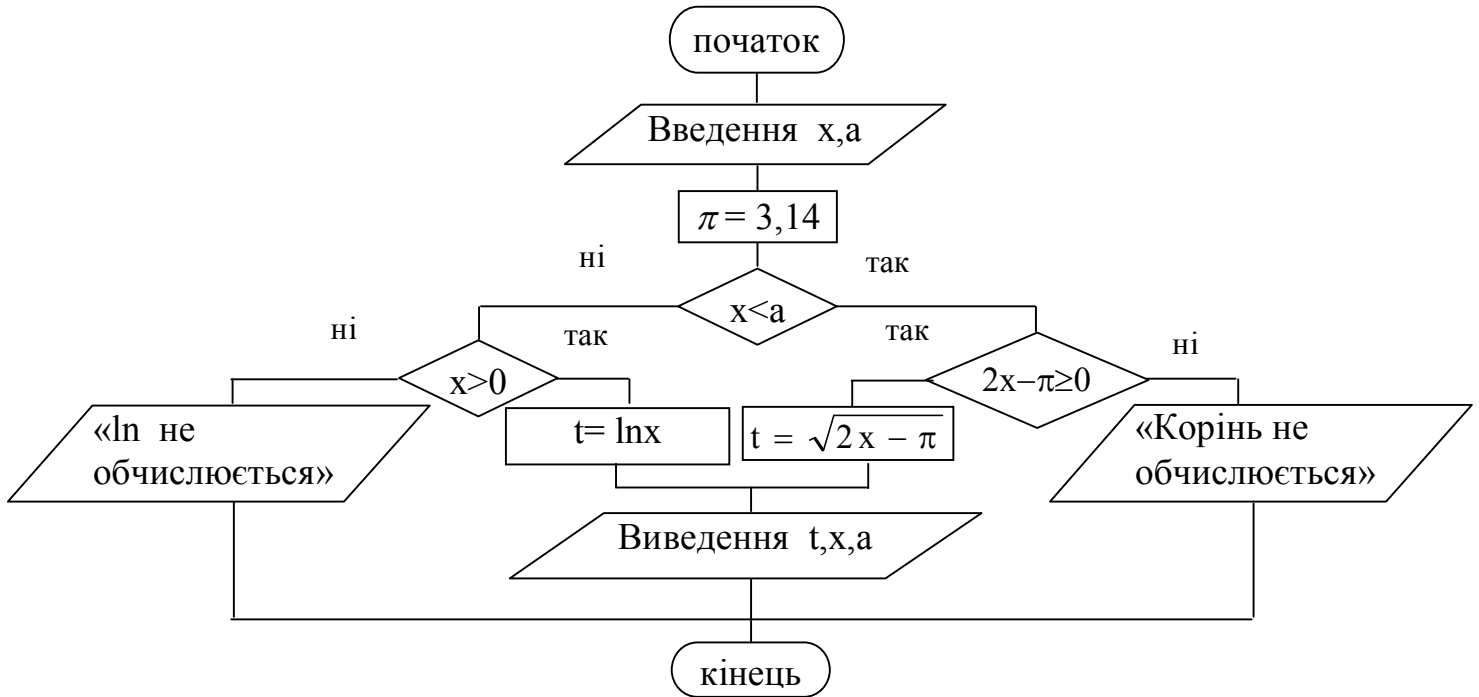 початок
Введення x,a
π = 3,14
ні
так
x<a
ні
так
так
ні
x>0
2x−π≥0
«ln не
обчислюється»
t= lnx
t = √2 x − π
«Корінь не
обчислюється»
Виведення t,x,a
кінець